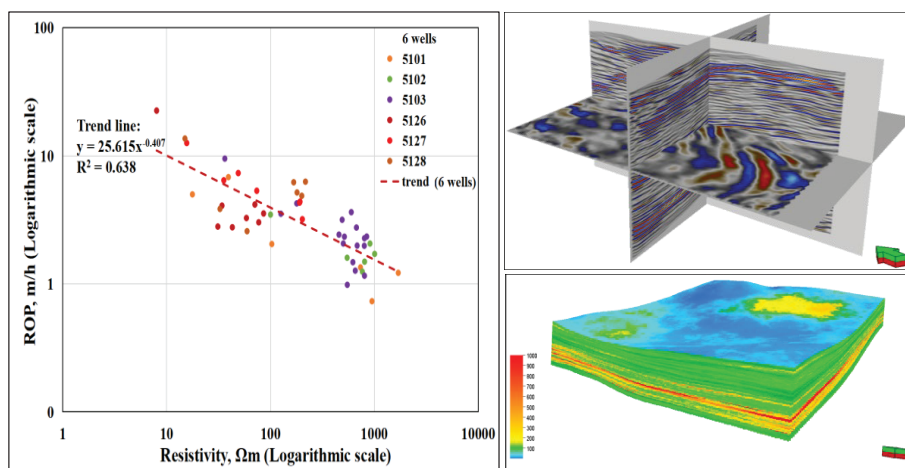 100
6 wells
5101
5102
5103
5126
5127
5128
trend (6 wells)
Trend line:
y = 25.615x^-0.407
R² = 0.638
10
1
0
ROP, m/h (Logarithmic scale)
1 10 100 1000 10000
Resistivity, Ωm (Logarithmic scale)
1000
900
800
700
600
500
400
300
200
100